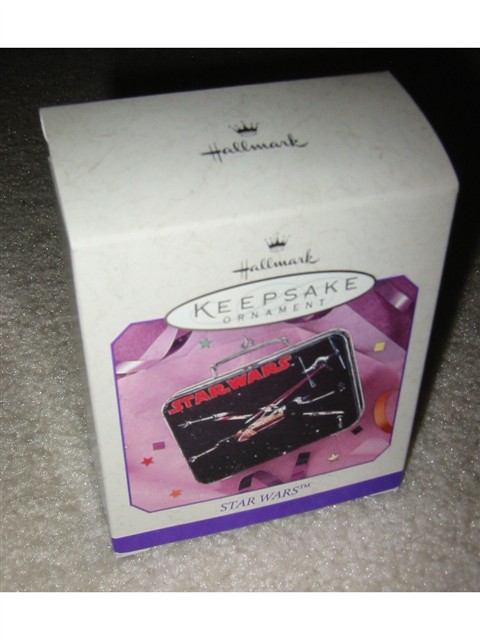 Hallmark
Hallmark
KEEPSAKE
ORNAMENT
STAR WARS
STAR WARS™